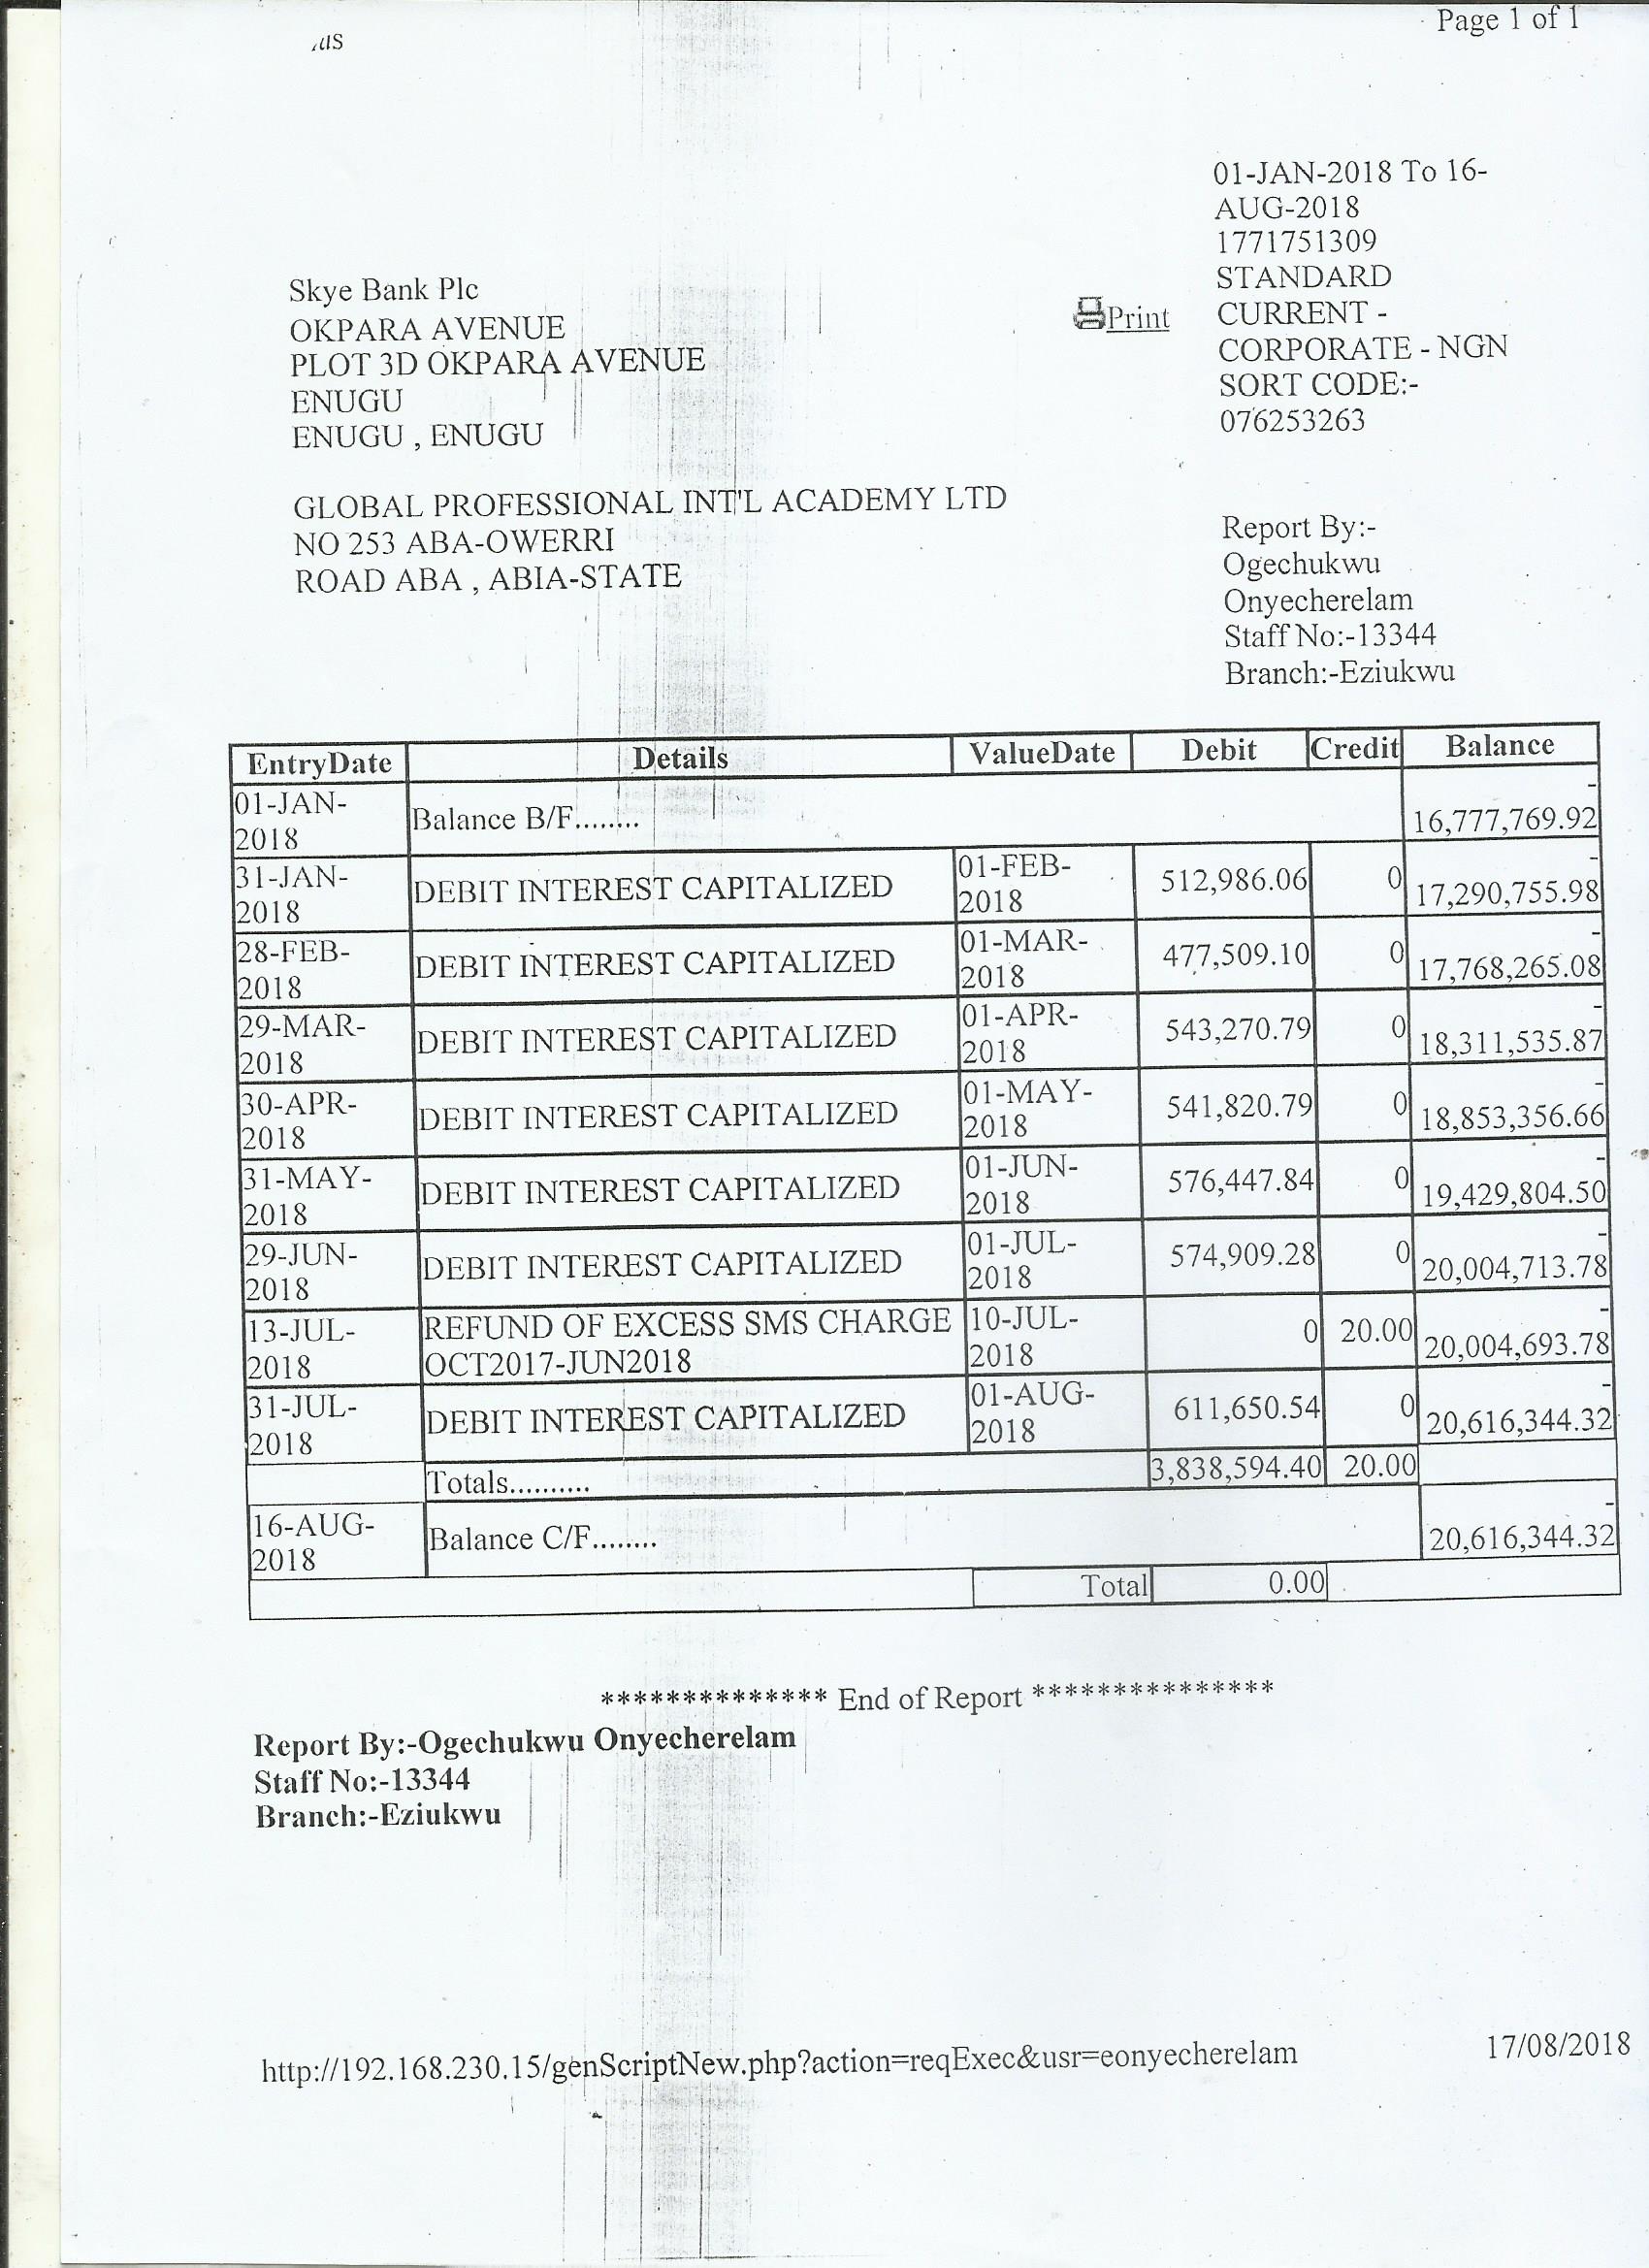 Page 1 of 1
01-JAN-2018 To 16-
AUG-2018
1771751309
STANDARD
CURRENT -
CORPORATE - NGN
SORT CODE:-
076253263
Skye Bank Plc
OKPARA AVENUE
PLOT 3D OKPARA AVENUE
ENUGU
ENUGU , ENUGU
Print
GLOBAL PROFESSIONAL INT'L ACADEMY LTD
NO 253 ABA-OWERRI
ROAD ABA , ABIA-STATE
Report By:-
Ogechukwu
Onyecherelam
Staff No:-13344
Branch:-Eziukwu
EntryDate Details ValueDate Debit Credit Balance
01-JAN- -
2018 Balance B/F........ 16,777,769.92
31-JAN- 01-FEB- -
2018 DEBIT INTEREST CAPITALIZED 2018 512,986.06 0 17,290,755.98
28-FEB- 01-MAR- -
2018 DEBIT INTEREST CAPITALIZED 2018 477,509.10 0 17,768,265.08
29-MAR- 01-APR- -
2018 DEBIT INTEREST CAPITALIZED 2018 543,270.79 0 18,311,535.87
30-APR- 01-MAY- -
2018 DEBIT INTEREST CAPITALIZED 2018 541,820.79 0 18,853,356.66
31-MAY- 01-JUN- -
2018 DEBIT INTEREST CAPITALIZED 2018 576,447.84 0 19,429,804.50
29-JUN- 01-JUL- -
2018 DEBIT INTEREST CAPITALIZED 2018 574,909.28 0 20,004,713.78
13-JUL- REFUND OF EXCESS SMS CHARGE 10-JUL- -
2018 OCT2017-JUN2018 2018 0 20.00 20,004,693.78
31-JUL- 01-AUG- -
2018 DEBIT INTEREST CAPITALIZED 2018 611,650.54 0 20,616,344.32
Totals.......... 3,838,594.40 20.00
16-AUG- -
2018 Balance C/F........ 20,616,344.32
Total 0.00
************** End of Report ***************
Report By:-Ogechukwu Onyecherelam
Staff No:-13344
Branch:-Eziukwu
http://192.168.230.15/genScriptNew.php?action=reqExec&usr=eonyecherelam 17/08/2018